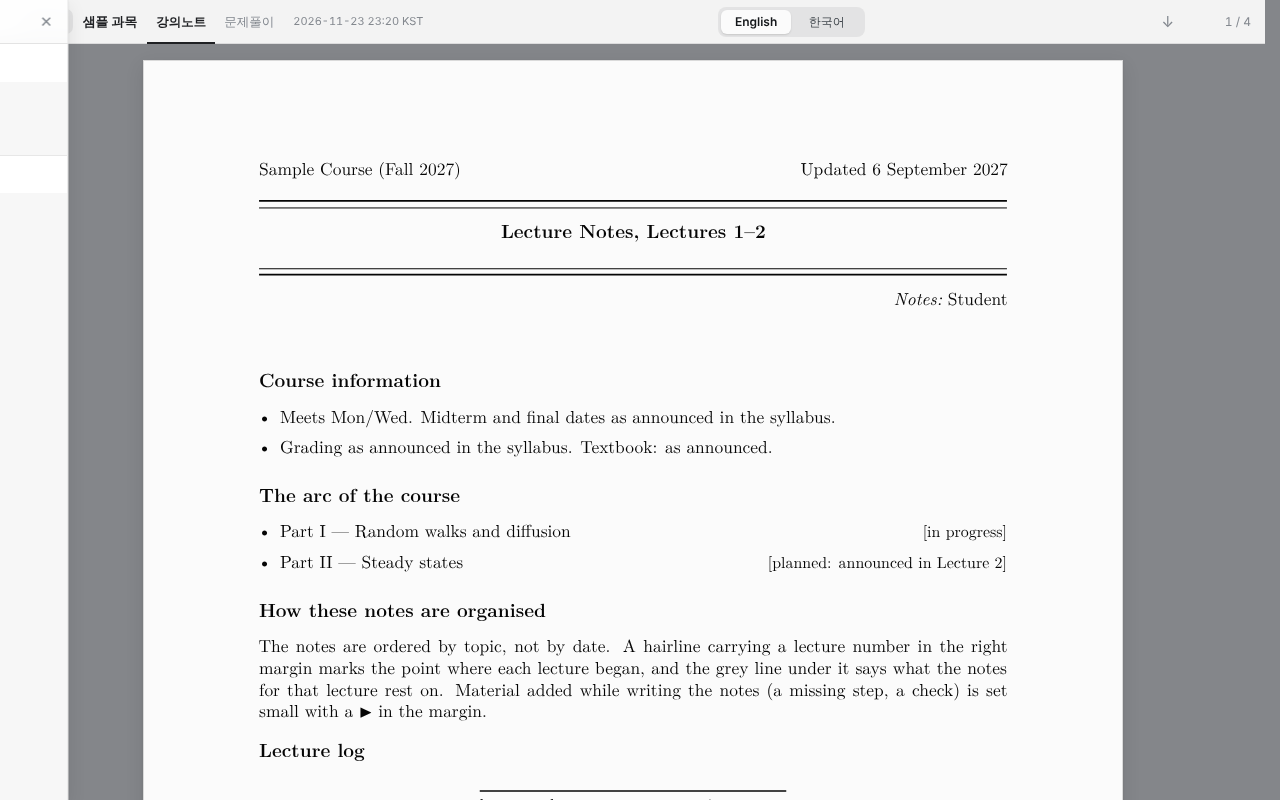 × 샘플 과목 강의노트 문제풀이 2026-11-23 23:20 KST English 한국어 ↓ 1 / 4
Sample Course (Fall 2027) Updated 6 September 2027
Lecture Notes, Lectures 1–2
Notes: Student
Course information
• Meets Mon/Wed. Midterm and final dates as announced in the syllabus.
• Grading as announced in the syllabus. Textbook: as announced.
The arc of the course
• Part I — Random walks and diffusion [in progress]
• Part II — Steady states [planned: announced in Lecture 2]
How these notes are organised
The notes are ordered by topic, not by date. A hairline carrying a lecture number in the right
margin marks the point where each lecture began, and the grey line under it says what the notes
for that lecture rest on. Material added while writing the notes (a missing step, a check) is set
small with a ▶ in the margin.
Lecture log